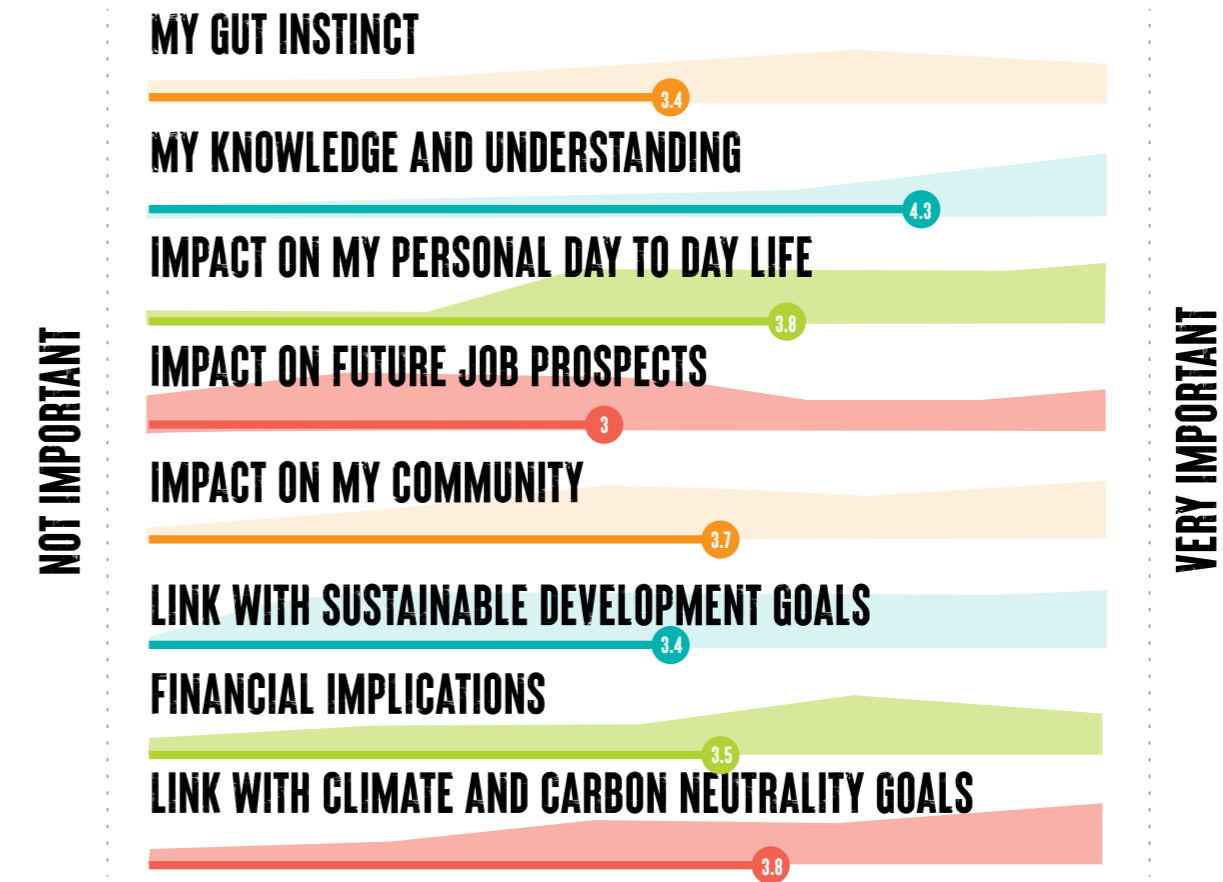 MY GUT INSTINCT
3.4
MY KNOWLEDGE AND UNDERSTANDING
4.3
IMPACT ON MY PERSONAL DAY TO DAY LIFE
3.8
IMPACT ON FUTURE JOB PROSPECTS
3
IMPACT ON MY COMMUNITY
3.7
LINK WITH SUSTAINABLE DEVELOPMENT GOALS
3.4
FINANCIAL IMPLICATIONS
3.5
LINK WITH CLIMATE AND CARBON NEUTRALITY GOALS
3.8
NOT IMPORTANT
VERY IMPORTANT